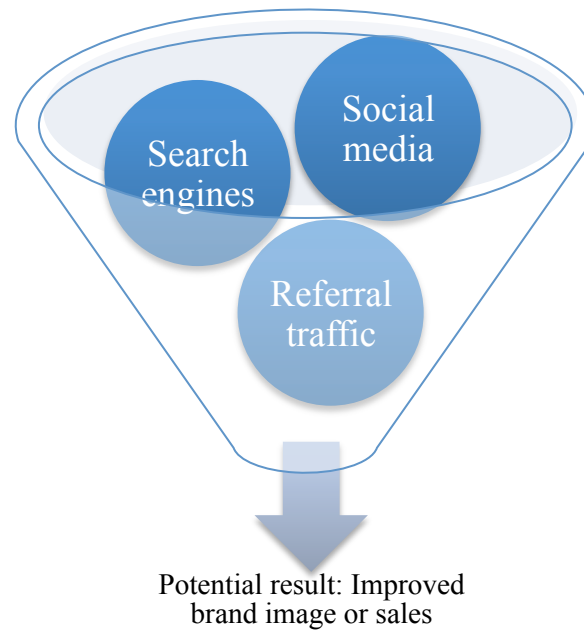 Social
media
Search
engines
Referral
traffic
Potential result: Improved
brand image or sales